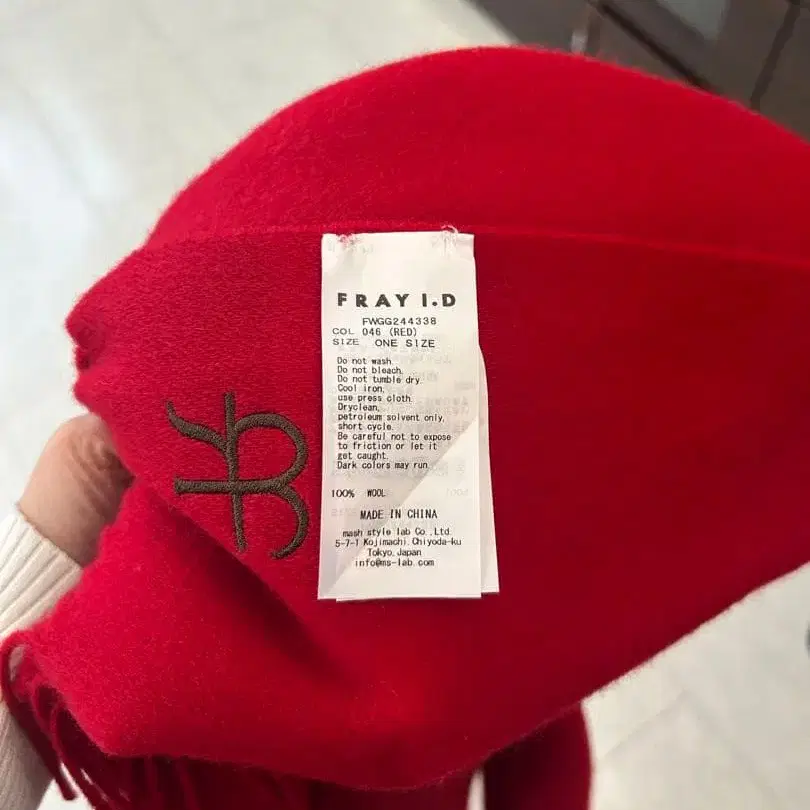 FRAY I.D
FWGG244338
COL 046 (RED)
SIZE ONE SIZE
Do not wash.
Do not bleach.
Do not tumble dry.
Cool iron,
use press cloth.
Dryclean,
petroleum solvent only,
short cycle.
Be careful not to expose
to friction or let it
get caught.
Dark colors may run.
100% WOOL
MADE IN CHINA
mash style lab Co.,Ltd.
5-7-1 Kojimachi,Chiyoda-ku
Tokyo,Japan
info@ms-lab.com